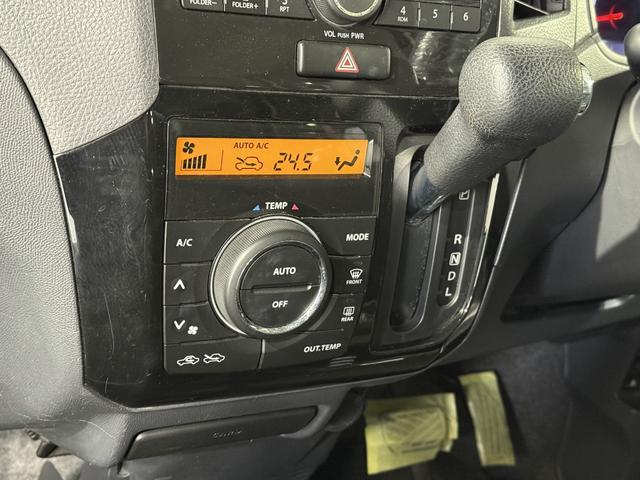 FOLDER−
FOLDER+
3
RPT
4
RDM
5
6
VOL PUSH PWR
AUTO A/C
24.5
TEMP
A/C
MODE
AUTO
OFF
FRONT
REAR
OUT.TEMP
P
R
N
D
L